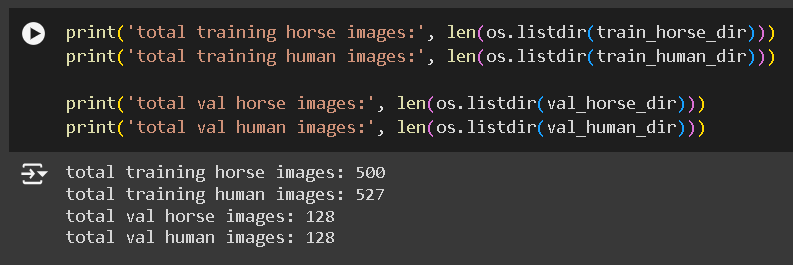 print('total training horse images:', len(os.listdir(train_horse_dir)))
print('total training human images:', len(os.listdir(train_human_dir)))
print('total val horse images:', len(os.listdir(val_horse_dir)))
print('total val human images:', len(os.listdir(val_human_dir)))
total training horse images: 500
total training human images: 527
total val horse images: 128
total val human images: 128